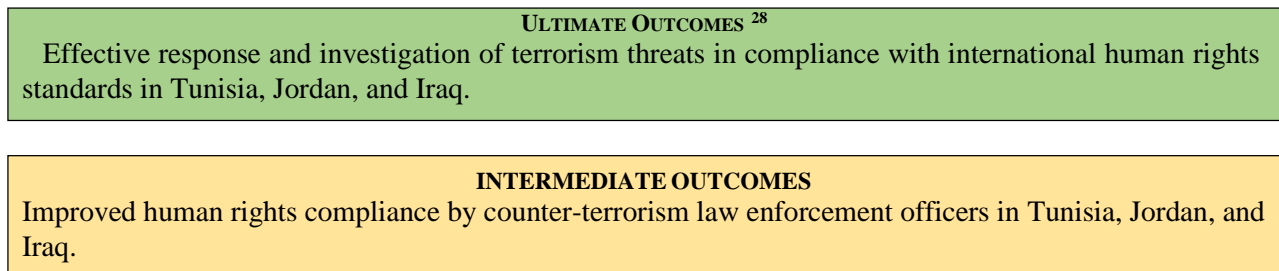 ULTIMATE OUTCOMES 28
Effective response and investigation of terrorism threats in compliance with international human rights
standards in Tunisia, Jordan, and Iraq.
INTERMEDIATE OUTCOMES
Improved human rights compliance by counter-terrorism law enforcement officers in Tunisia, Jordan, and
Iraq.